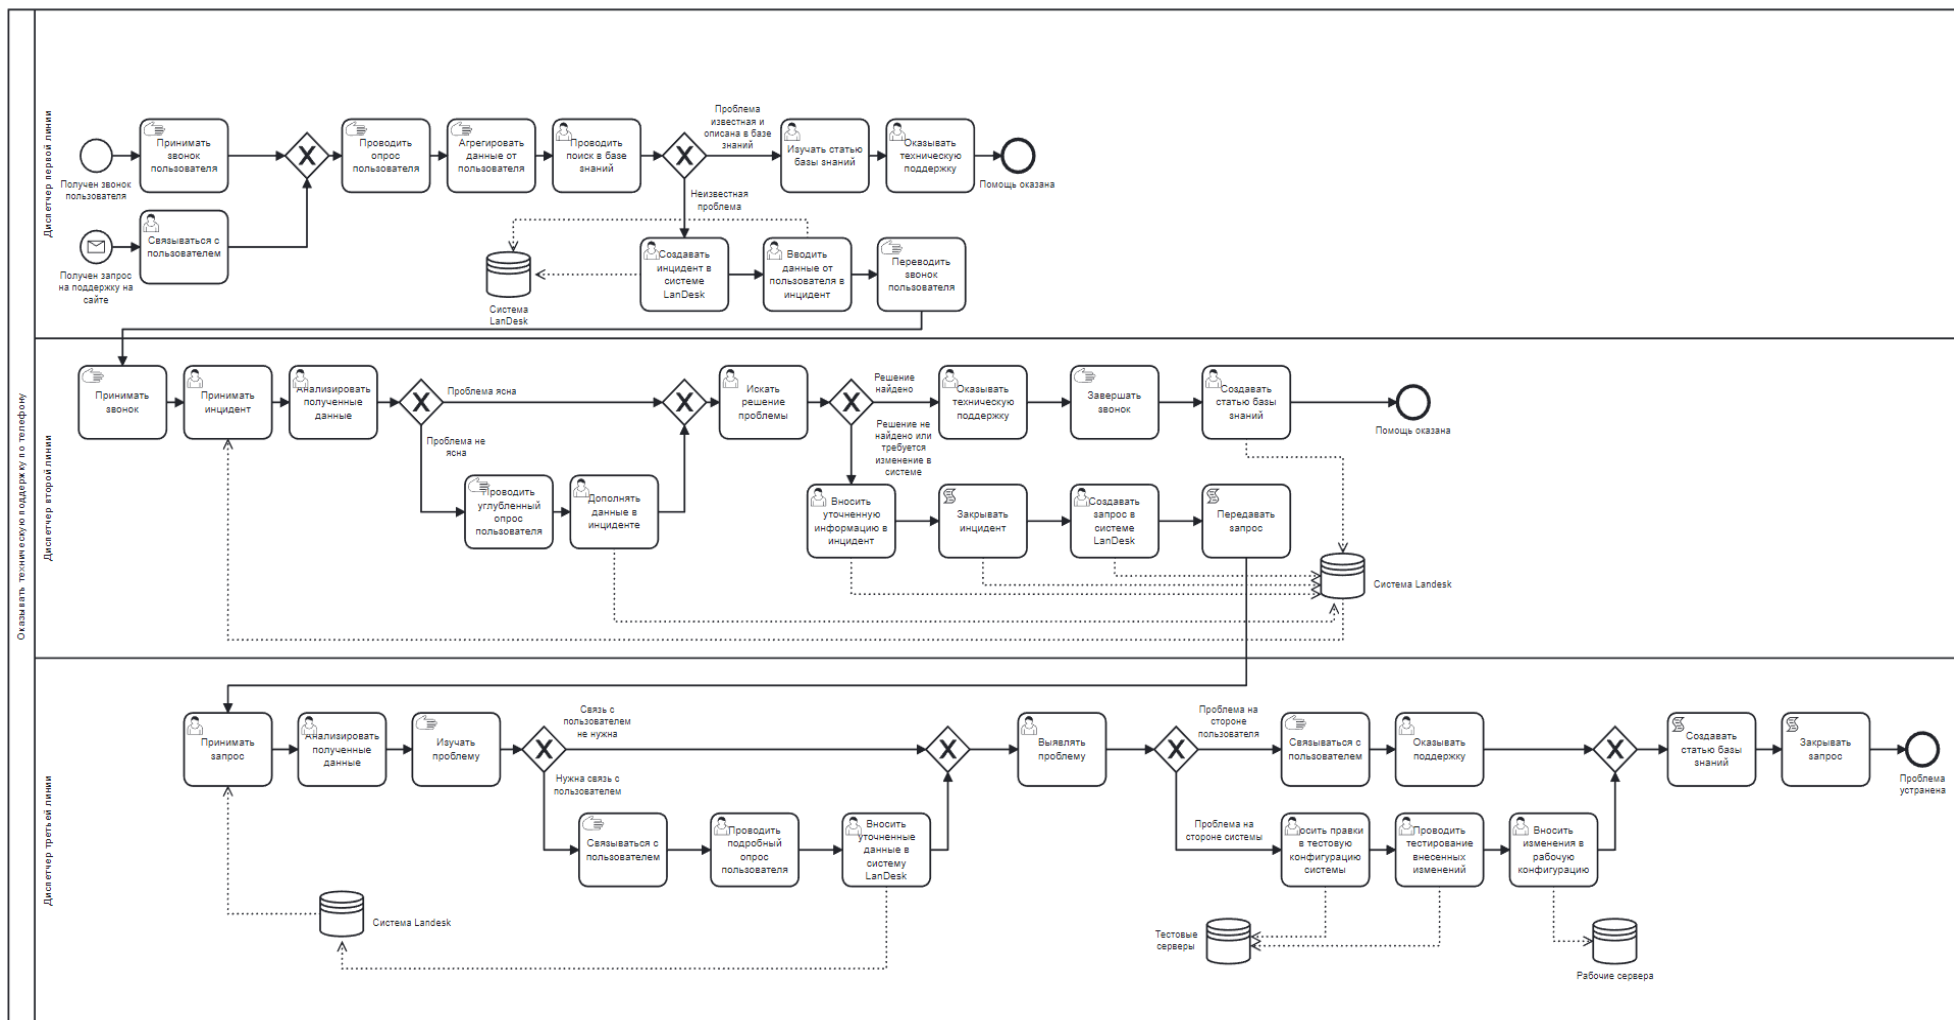 Оказывать техническую поддержку по телефону
Диспетчер первой линии
Получен звонок
пользователя
Принимать
звонок
пользователя
Получен запрос
на поддержку на
сайте
Связываться с
пользователем
Проводить
опрос
пользователя
Агрегировать
данные от
пользователя
Проводить
поиск в базе
знаний
Проблема
известная и
описана в базе
знаний
Изучать статью
базы знаний
Оказывать
техническую
поддержку
Помощь оказана
Неизвестная
проблема
Создавать
инцидент в
системе
LanDesk
Вводить
данные от
пользователя в
инцидент
Переводить
звонок
пользователя
Система
LanDesk
Диспетчер второй линии
Принимать
звонок
Принимать
инцидент
Анализировать
полученные
данные
Проблема ясна
Проблема не
ясна
Проводить
углубленный
опрос
пользователя
Дополнять
данные в
инциденте
Искать
решение
проблемы
Решение
найдено
Оказывать
техническую
поддержку
Завершать
звонок
Создавать
статью базы
знаний
Помощь оказана
Решение не
найдено или
требуется
изменение в
системе
Вносить
уточненную
информацию в
инцидент
Закрывать
инцидент
Создавать
запрос в
системе
LanDesk
Передавать
запрос
Система Landesk
Диспетчер третьей линии
Принимать
запрос
Анализировать
полученные
данные
Изучать
проблему
Связь с
пользователем
не нужна
Нужна связь с
пользователем
Связываться с
пользователем
Проводить
подробный
опрос
пользователя
Вносить
уточненные
данные в
систему
LanDesk
Система Landesk
Выявлять
проблему
Проблема на
стороне
пользователя
Связываться с
пользователем
Оказывать
поддержку
Проблема на
стороне системы
осить правки
в тестовую
конфигурацию
системы
Проводить
тестирование
внесенных
изменений
Вносить
изменения в
рабочую
конфигурацию
Тестовые
серверы
Рабочие сервера
Создавать
статью базы
знаний
Закрывать
запрос
Проблема
устранена